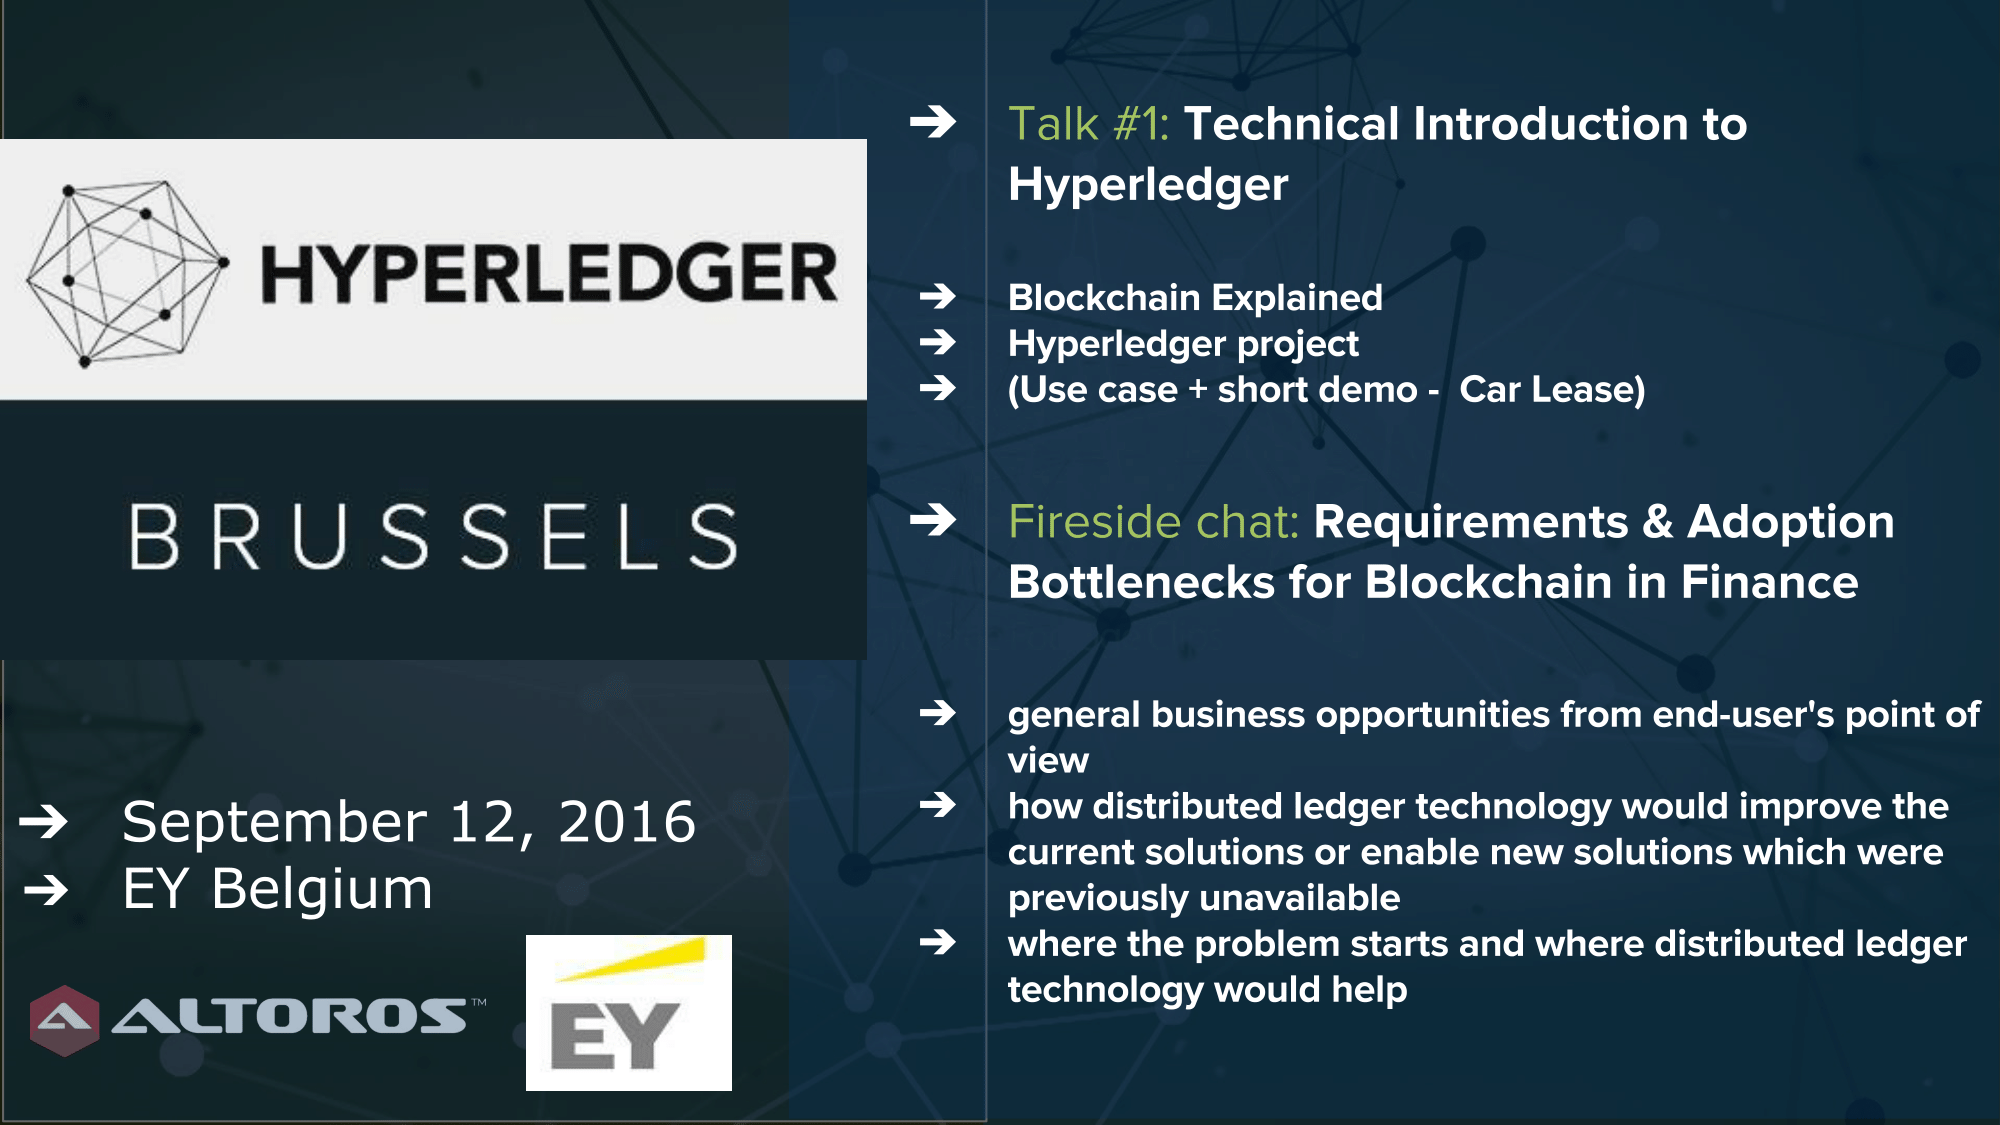 HYPERLEDGER
BRUSSELS
➔ September 12, 2016
➔ EY Belgium
ALTOROS™
EY
➔ Talk #1: Technical Introduction to
Hyperledger
➔ Blockchain Explained
➔ Hyperledger project
➔ (Use case + short demo - Car Lease)
➔ Fireside chat: Requirements & Adoption
Bottlenecks for Blockchain in Finance
➔ general business opportunities from end-user's point of
view
➔ how distributed ledger technology would improve the
current solutions or enable new solutions which were
previously unavailable
➔ where the problem starts and where distributed ledger
technology would help